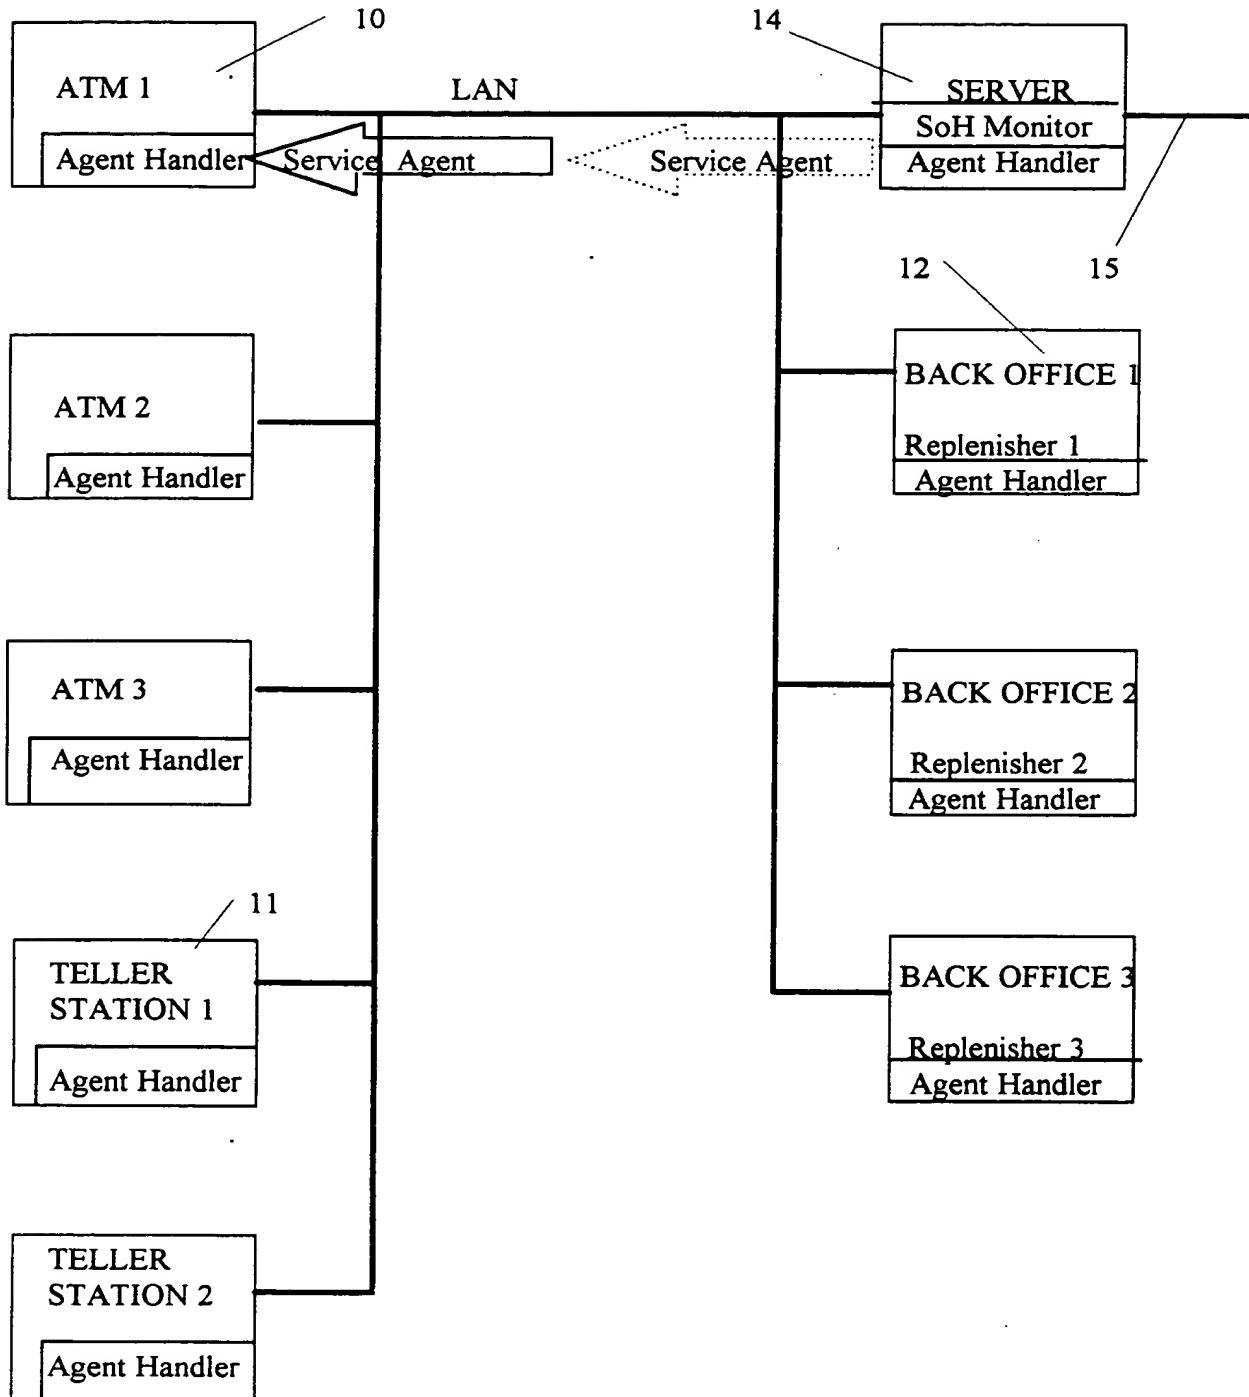 10
14
ATM 1
LAN
SERVER
SoH Monitor
Agent Handler
Service Agent
Service Agent
Agent Handler
12
15
BACK OFFICE 1
Replenisher 1
Agent Handler
ATM 2
Agent Handler
ATM 3
Agent Handler
BACK OFFICE 2
Replenisher 2
Agent Handler
11
TELLER
STATION 1
Agent Handler
BACK OFFICE 3
Replenisher 3
Agent Handler
TELLER
STATION 2
Agent Handler